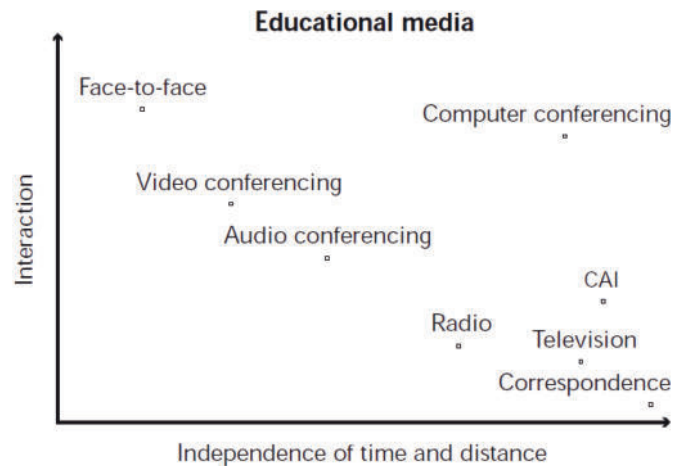 Educational media
Face-to-face
Computer conferencing
Video conferencing
Audio conferencing
CAI
Radio
Television
Correspondence
Interaction
Independence of time and distance